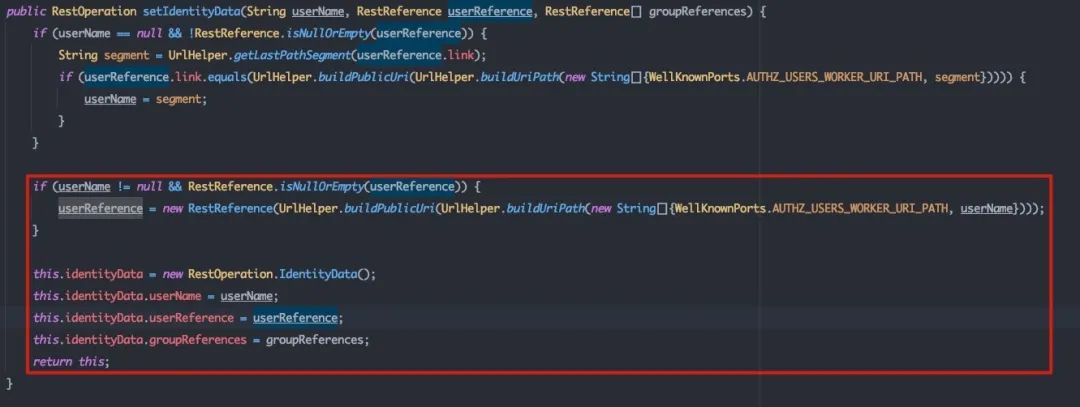 public RestOperation setIdentityData(String userName, RestReference userReference, RestReference[] groupReferences) {
if (userName == null && !RestReference.isNullOrEmpty(userReference)) {
String segment = UrlHelper.getLastPathSegment(userReference.link);
if (userReference.link.equals(UrlHelper.buildPublicUri(UrlHelper.buildUriPath(new String[]{WellKnownPorts.AUTHZ_USERS_WORKER_URI_PATH, segment})))) {
userName = segment;
}
}
if (userName != null && RestReference.isNullOrEmpty(userReference)) {
userReference = new RestReference(UrlHelper.buildPublicUri(UrlHelper.buildUriPath(new String[]{WellKnownPorts.AUTHZ_USERS_WORKER_URI_PATH, userName})));
}
this.identityData = new RestOperation.IdentityData();
this.identityData.userName = userName;
this.identityData.userReference = userReference;
this.identityData.groupReferences = groupReferences;
return this;
}